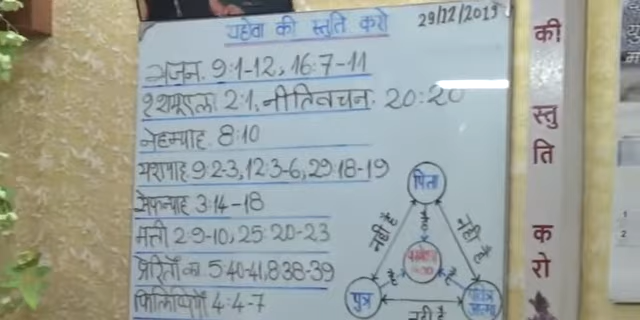 यहोवा की स्तुति करो
29/12/2019
भजन. 9:1-12, 16:7-11
१ शमूएल. 2:1, नीतिवचन. 20:20
नेहम्याह. 8:10
यशायाह 9:2-3, 12:3-6, 29:18-19
सपन्याह 3:14-18
मत्ती 2:9-10, 25:20-23
प्रेरितों का. 5:40-41, 8:38-39
फिलिप्पियों 4:4-7
पिता
नहीं है
है
नहीं है
है
है
पुत्र
नहीं है
पवित्र आत्मा
की
स्तु
ति
क
रो